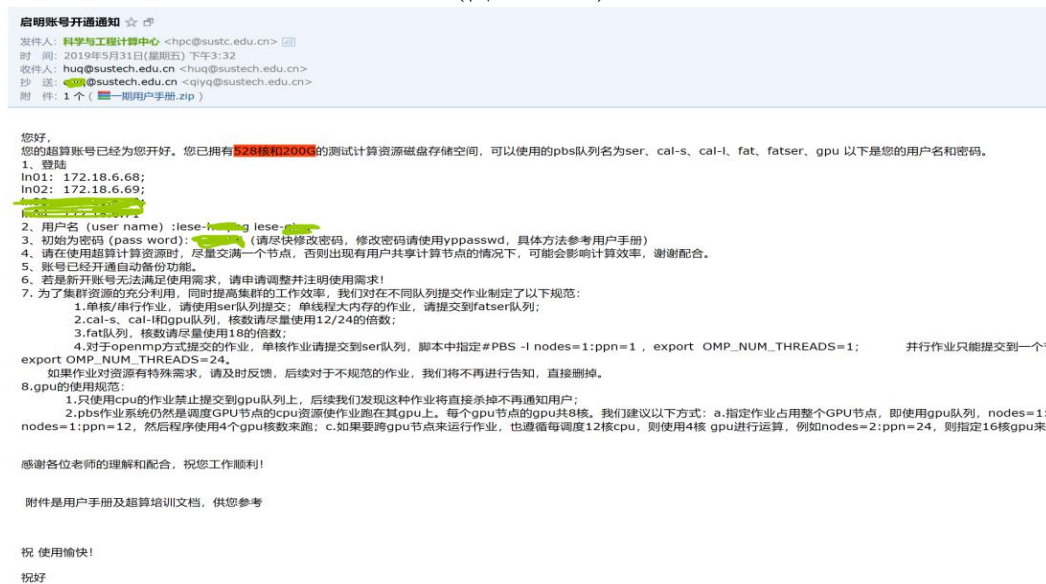 启明账号开通通知
发件人: 科学与工程计算中心 <hpc@sustc.edu.cn>
时 间: 2019年5月31日(星期五) 下午3:32
收件人: huq@sustech.edu.cn <huq@sustech.edu.cn>
抄 送: @sustech.edu.cn <qiyq@sustech.edu.cn>
附 件: 1 个 ( 一期用户手册.zip )
您好,
您的超算账号已经为您开好。您已拥有528核和200G的测试计算资源磁盘存储空间, 可以使用的pbs队列名为ser、cal-s、cal-l、fat、fatser、gpu 以下是您的用户名和密码。
1、登陆
ln01: 172.18.6.68;
ln02: 172.18.6.69;
2、用户名 (user name) :iese- iese-
3、初始为密码 (pass word): (请尽快修改密码, 修改密码请使用yppasswd, 具体方法参考用户手册)
4、请在使用超算计算资源时, 尽量交满一个节点, 否则出现有用户共享计算节点的情况下, 可能会影响计算效率, 谢谢配合。
5、账号已经开通自动备份功能。
6、若是新开账号无法满足使用需求, 请申请调整并注明使用需求!
7. 为了集群资源的充分利用, 同时提高集群的工作效率, 我们对在不同队列提交作业制定了以下规范:
1.单核/串行作业, 请使用ser队列提交; 单线程大内存的作业, 请提交到fatser队列;
2.cal-s、cal-l和gpu队列, 核数请尽量使用12/24的倍数;
3.fat队列, 核数请尽量使用18的倍数;
4.对于openmp方式提交的作业, 单核作业请提交到ser队列, 脚本中指定#PBS -l nodes=1:ppn=1 , export OMP_NUM_THREADS=1; 并行作业只能提交到一个
export OMP_NUM_THREADS=24。
如果作业对资源有特殊需求, 请及时反馈, 后续对于不规范的作业, 我们将不再进行告知, 直接删掉。
8.gpu的使用规范:
1.只使用cpu的作业禁止提交到gpu队列上, 后续我们发现这种作业将直接杀掉不再通知用户;
2.pbs作业系统仍然是调度GPU节点的cpu资源使作业跑在其gpu上。每个gpu节点的gpu共8核。我们建议以下方式: a.指定作业占用整个GPU节点, 即使用gpu队列, nodes=1:
nodes=1:ppn=12, 然后程序使用4个gpu核数来跑; c.如果要跨gpu节点来运行作业, 也遵循每调度12核cpu, 则使用4核 gpu进行运算, 例如nodes=2:ppn=24, 则指定16核gpu来
感谢各位老师的理解和配合, 祝您工作顺利!
附件是用户手册及超算培训文档, 供您参考
祝 使用愉快!
祝好